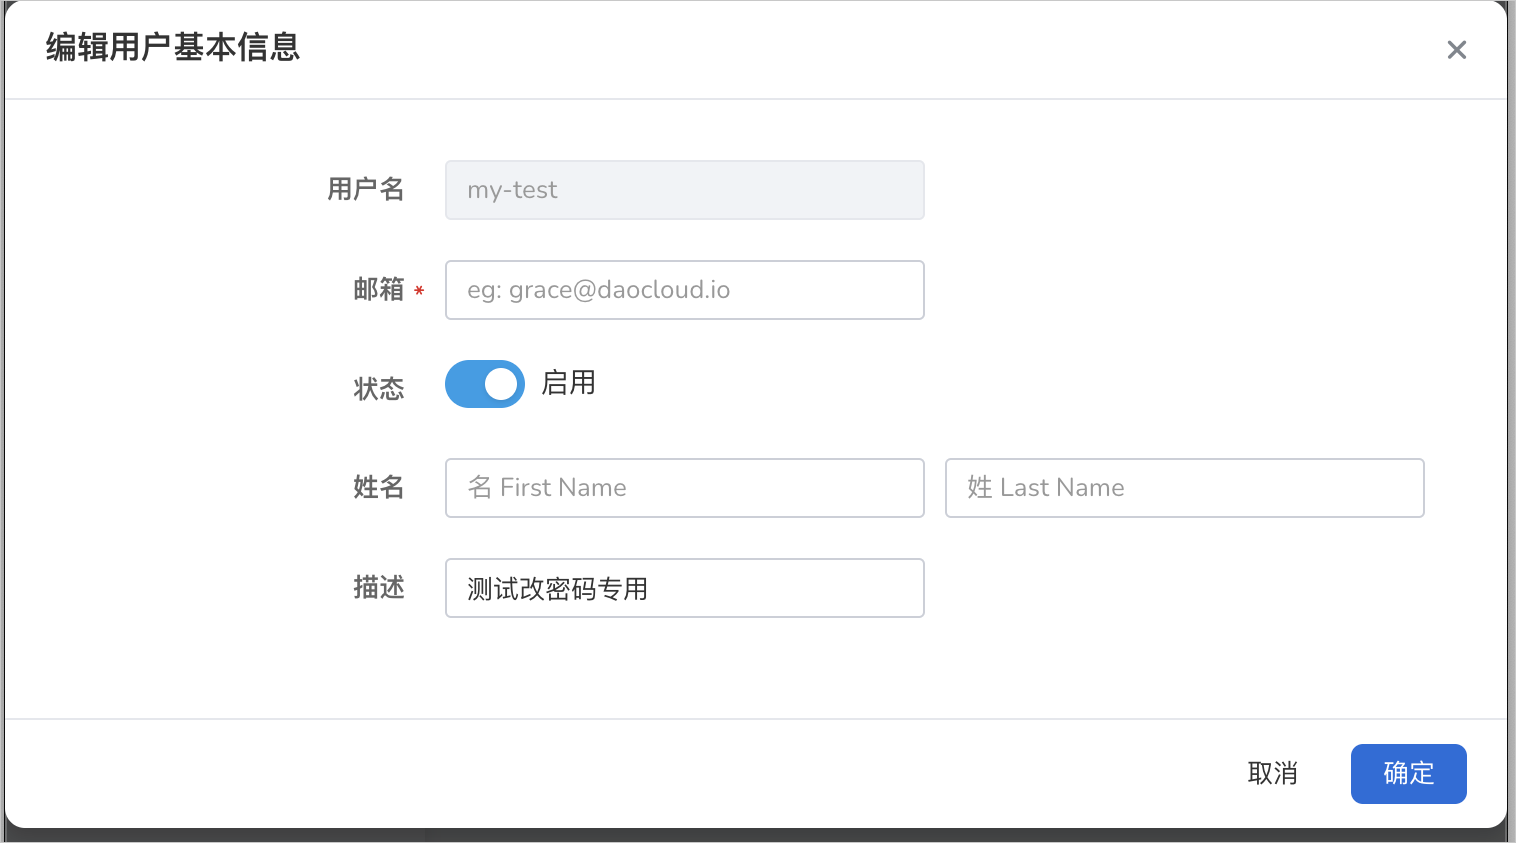 编辑用户基本信息
用户名 my-test
邮箱 * eg: grace@daocloud.io
状态 启用
姓名 名 First Name 姓 Last Name
描述 测试改密码专用
取消 确定